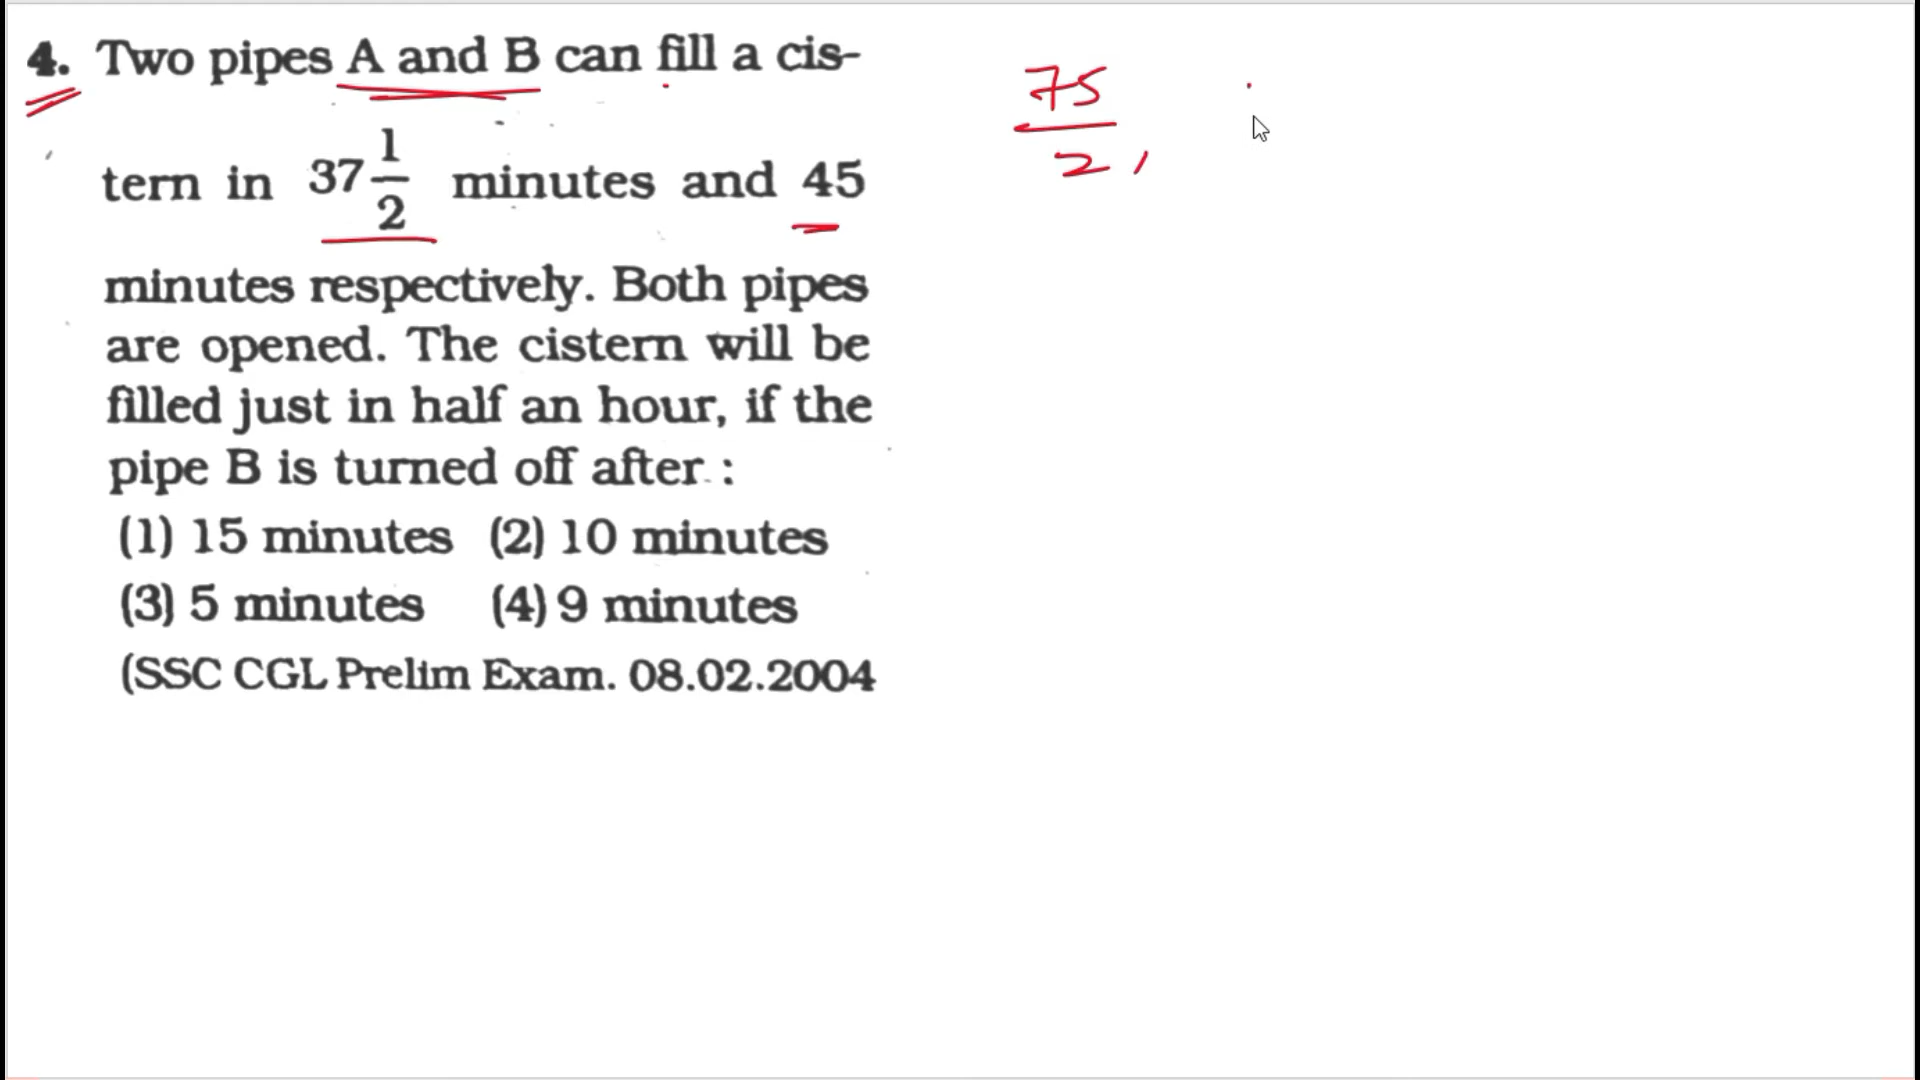 4. Two pipes A and B can fill a cis-
tern in 37 1/2 minutes and 45
minutes respectively. Both pipes
are opened. The cistern will be
filled just in half an hour, if the
pipe B is turned off after :
(1) 15 minutes (2) 10 minutes
(3) 5 minutes (4) 9 minutes
(SSC CGL Prelim Exam. 08.02.2004
75/2,